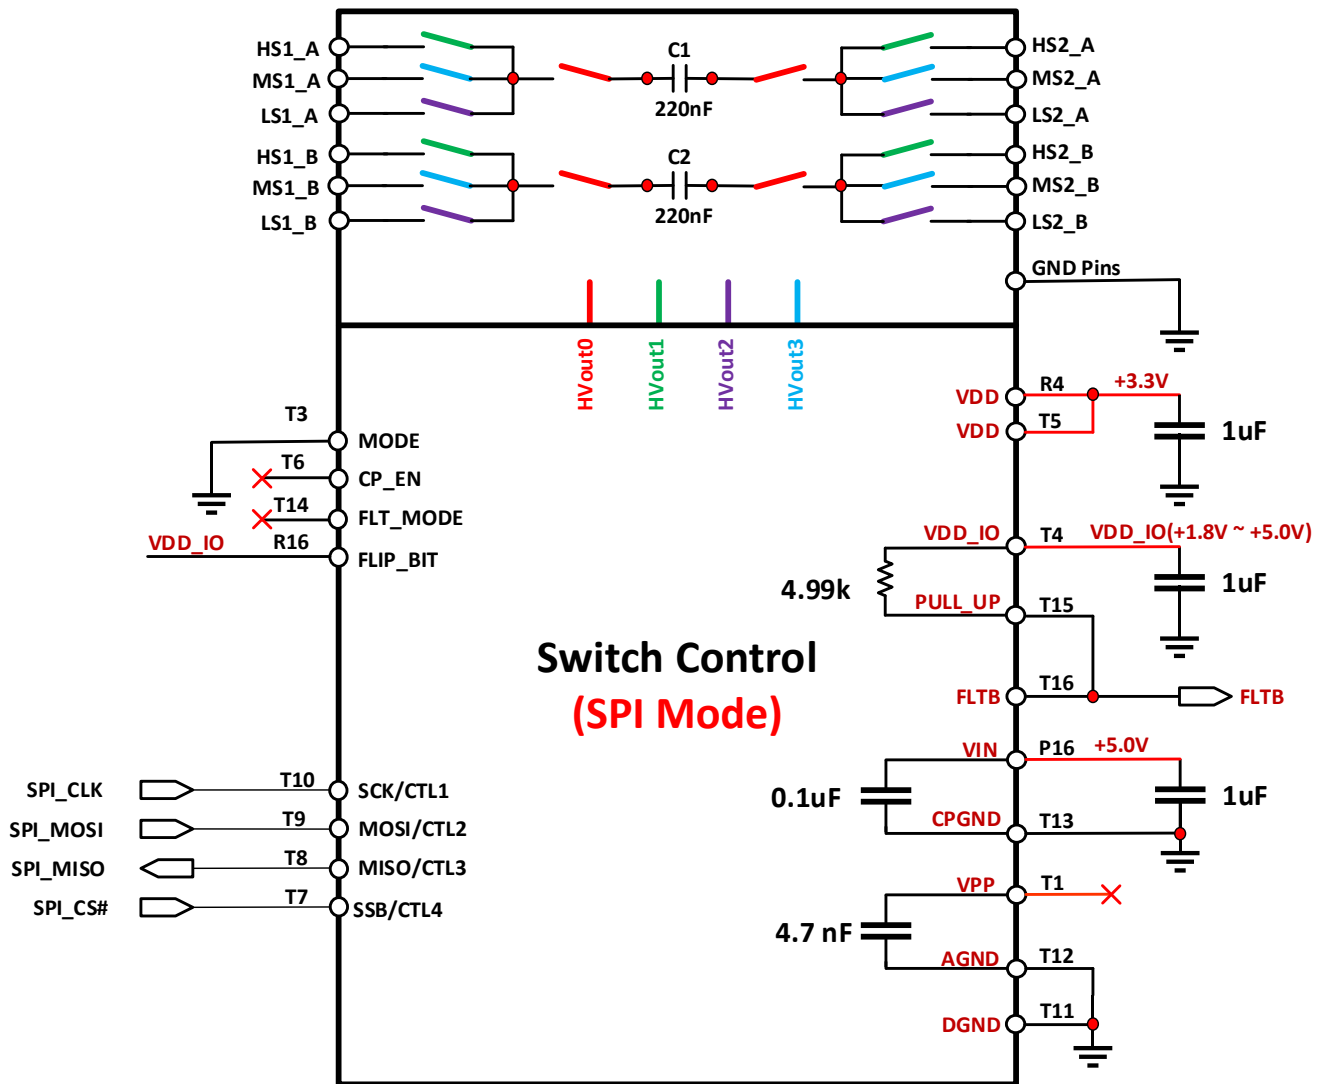 HS1_A
MS1_A
LS1_A
HS1_B
MS1_B
LS1_B
C1
220nF
C2
220nF
HS2_A
MS2_A
LS2_A
HS2_B
MS2_B
LS2_B
GND Pins
HVout0
HVout1
HVout2
HVout3
T3
MODE
T6
CP_EN
T14
FLT_MODE
VDD_IO
R16
FLIP_BIT
VDD
R4
+3.3V
VDD
T5
1uF
VDD_IO
T4
VDD_IO(+1.8V ~ +5.0V)
4.99k
1uF
PULL_UP
T15
Switch Control
(SPI Mode)
FLTB
T16
FLTB
VIN
P16
+5.0V
0.1uF
1uF
CPGND
T13
SPI_CLK
T10
SCK/CTL1
SPI_MOSI
T9
MOSI/CTL2
SPI_MISO
T8
MISO/CTL3
SPI_CS#
T7
SSB/CTL4
VPP
T1
4.7 nF
AGND
T12
DGND
T11